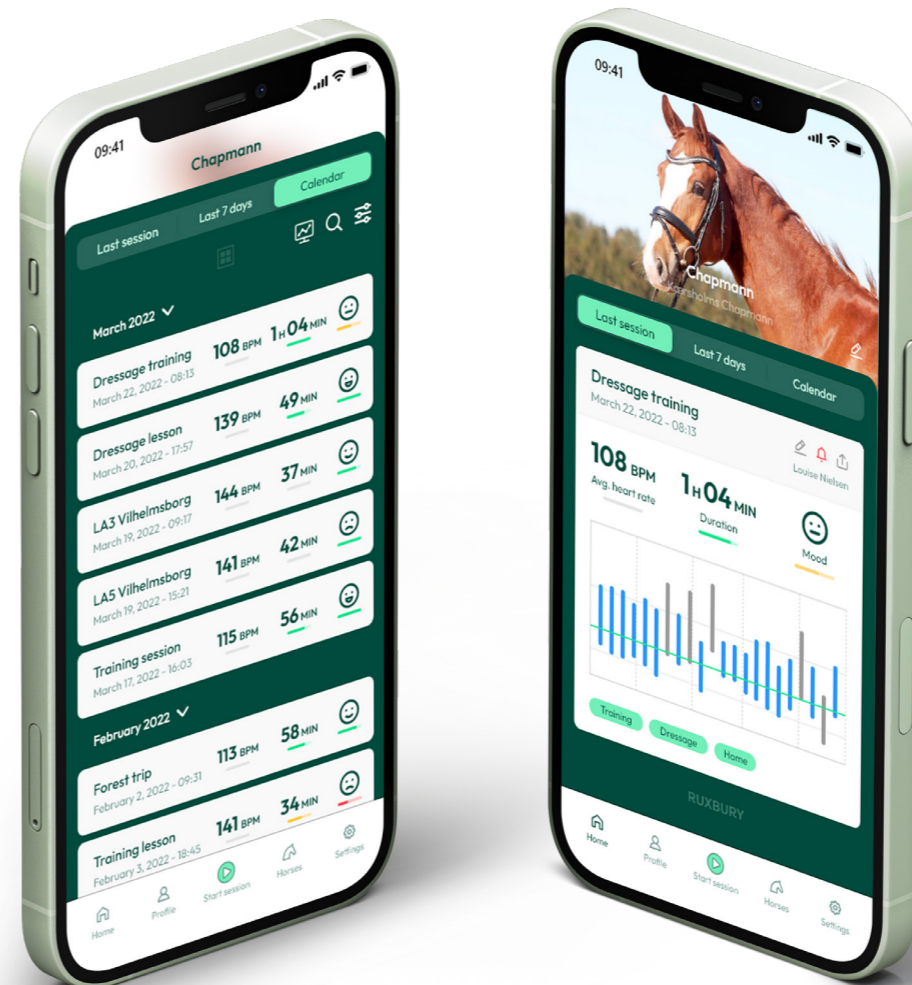 09:41
Chapmann
Last session
Last 7 days
Calendar
March 2022
Dressage training
March 22, 2022 - 08:13
108 BPM
1 H 04 MIN
Dressage lesson
March 20, 2022 - 17:57
139 BPM
49 MIN
LA3 Vilhelmsborg
March 19, 2022 - 09:17
144 BPM
37 MIN
LA5 Vilhelmsborg
March 19, 2022 - 15:21
141 BPM
42 MIN
Training session
March 17, 2022 - 16:03
115 BPM
56 MIN
February 2022
Forest trip
February 2, 2022 - 09:31
113 BPM
58 MIN
Training lesson
February 3, 2022 - 18:45
141 BPM
34 MIN
Home
Profile
Start session
Horses
Settings
09:41
Chapmann
Chapmann
Last session
Last 7 days
Calendar
Dressage training
March 22, 2022 - 08:13
Louise Nielsen
108 BPM
Avg. heart rate
1 H 04 MIN
Duration
Mood
Training
Dressage
Home
RUXBURY
Home
Profile
Start session
Horses
Settings